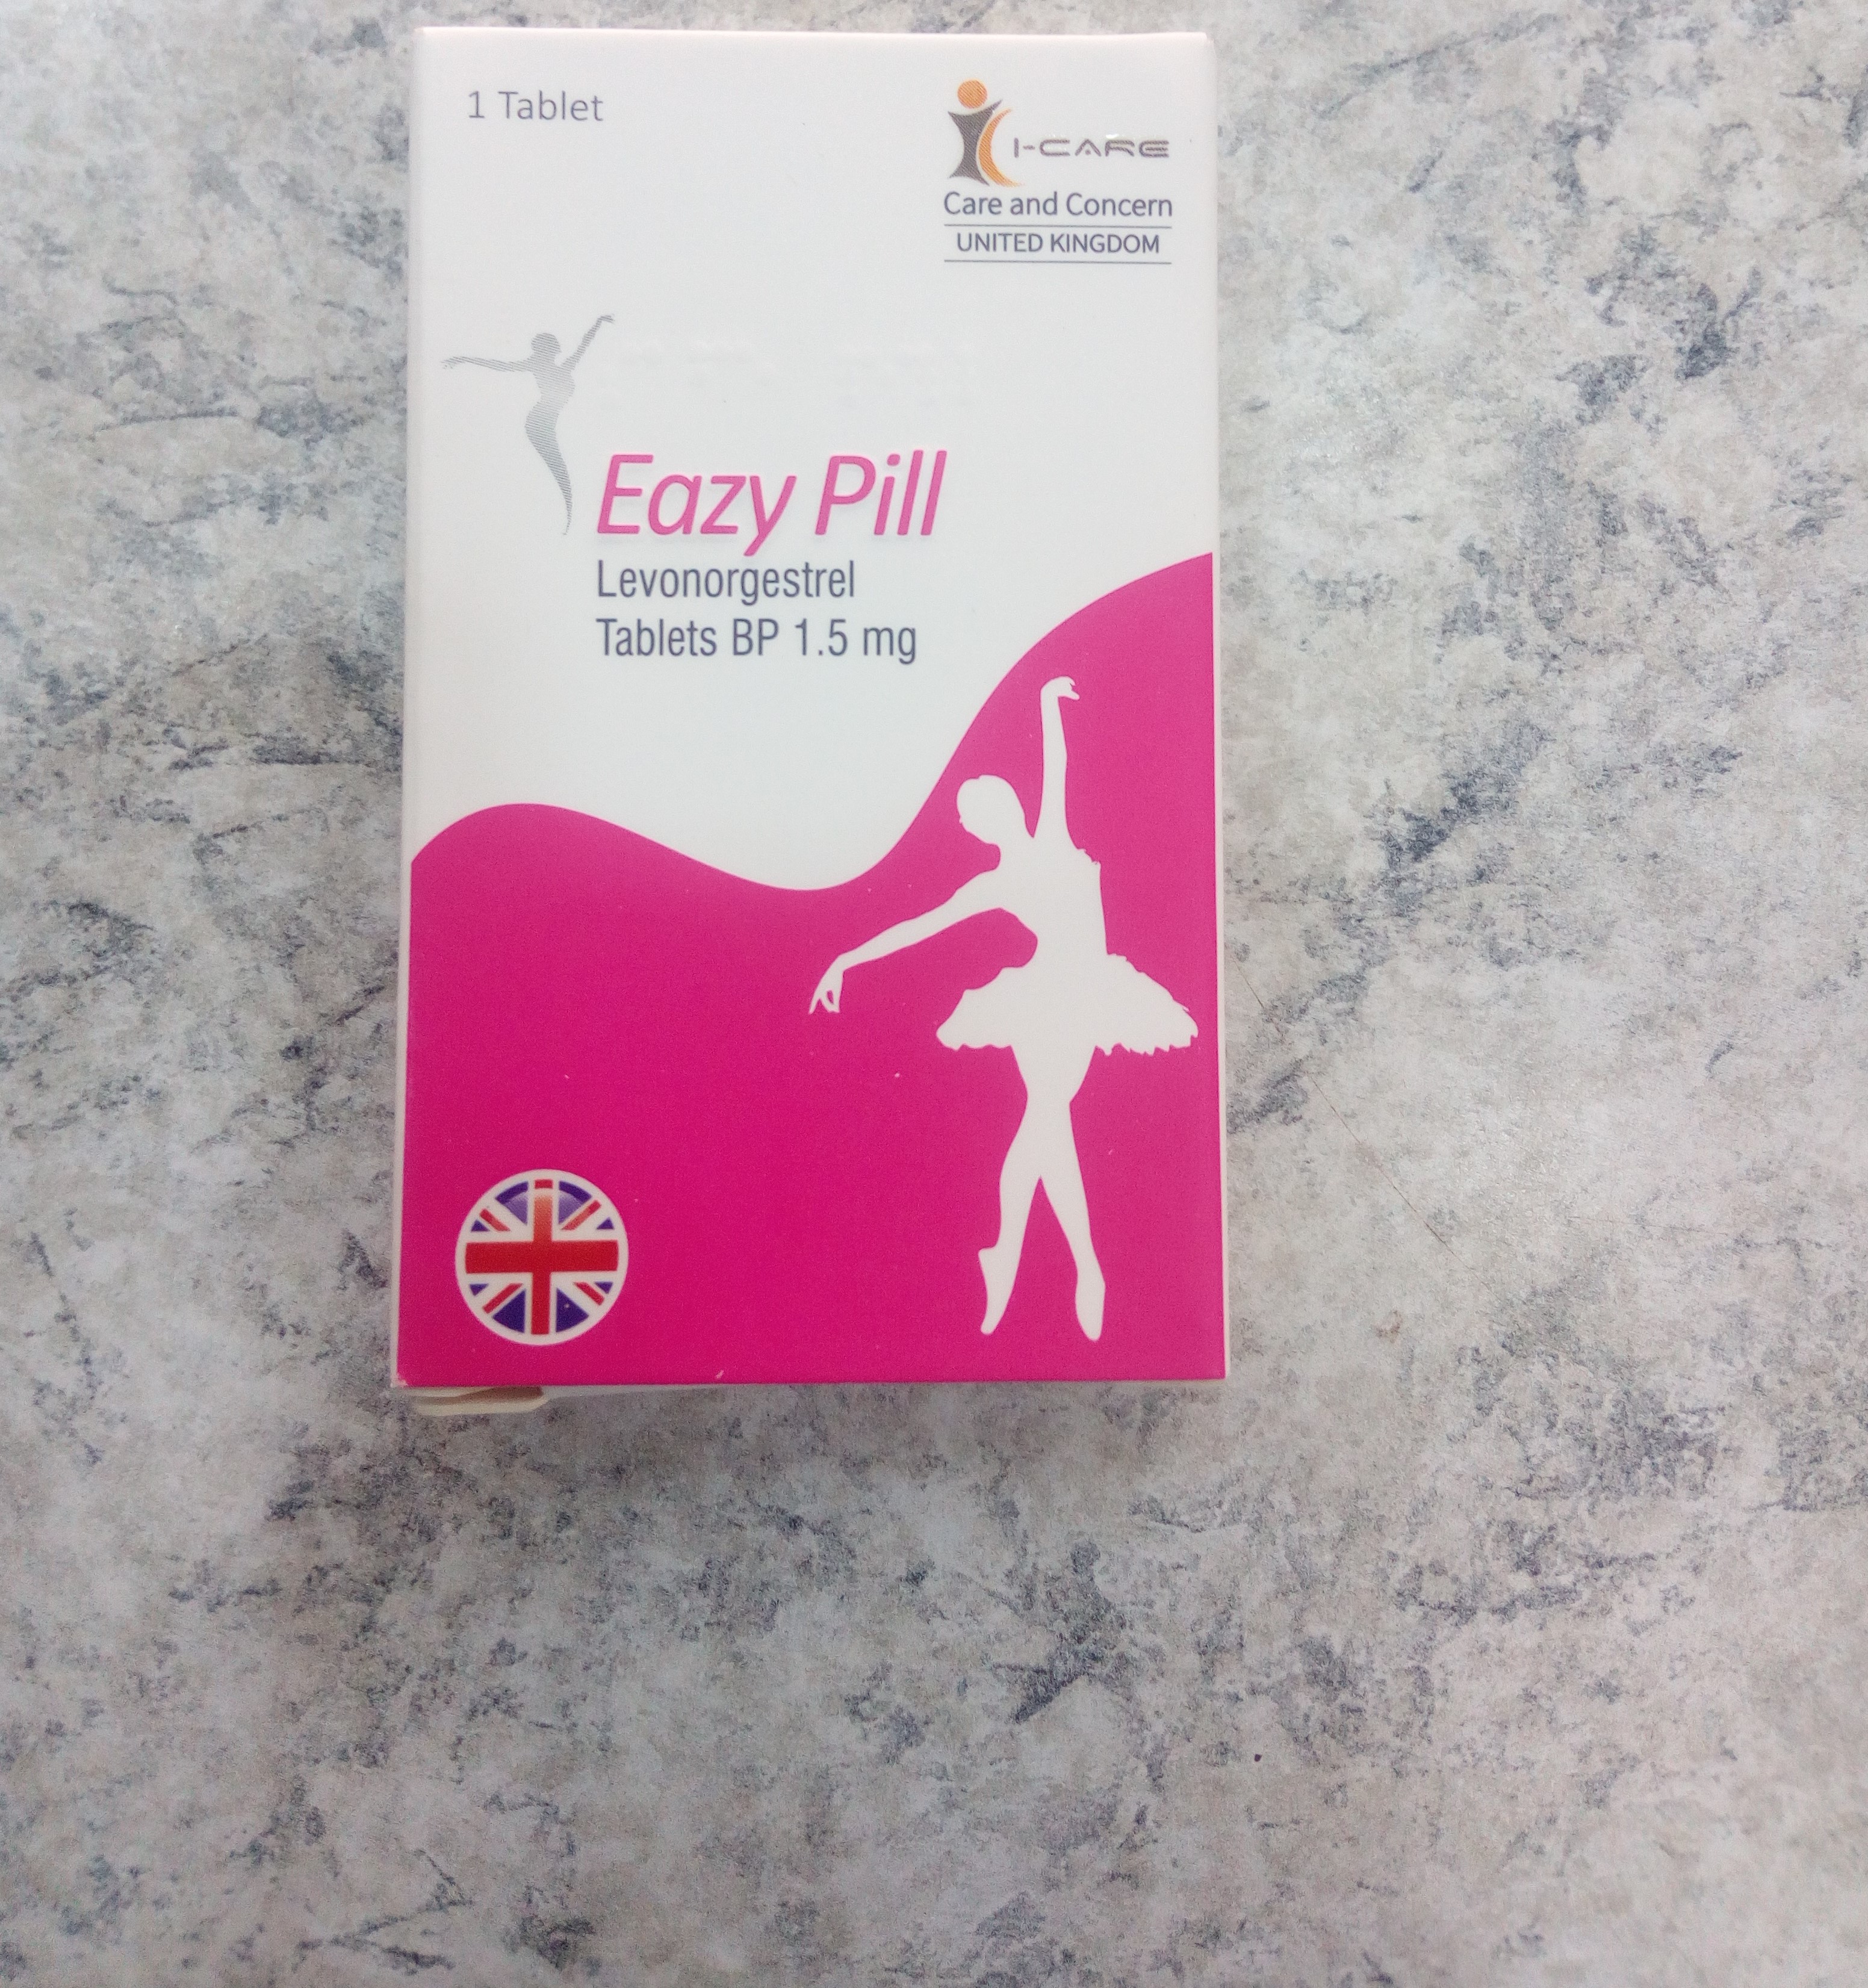 1 Tablet
I-CARE
Care and Concern
UNITED KINGDOM
Eazy Pill
Levonorgestrel
Tablets BP 1.5 mg